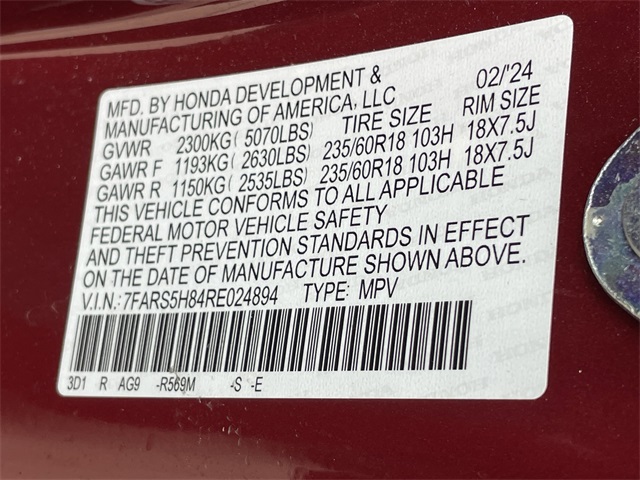 MFD. BY HONDA DEVELOPMENT & 02/'24
MANUFACTURING OF AMERICA, LLC
GVWR 2300KG ( 5070LBS) TIRE SIZE RIM SIZE
GAWR F 1193KG ( 2630LBS) 235/60R18 103H 18X7.5J
GAWR R 1150KG ( 2535LBS) 235/60R18 103H 18X7.5J
THIS VEHICLE CONFORMS TO ALL APPLICABLE
FEDERAL MOTOR VEHICLE SAFETY
AND THEFT PREVENTION STANDARDS IN EFFECT
ON THE DATE OF MANUFACTURE SHOWN ABOVE.
V.I.N.: 7FARS5H84RE024894 TYPE: MPV
3D1 R AG9 -R569M -S -E